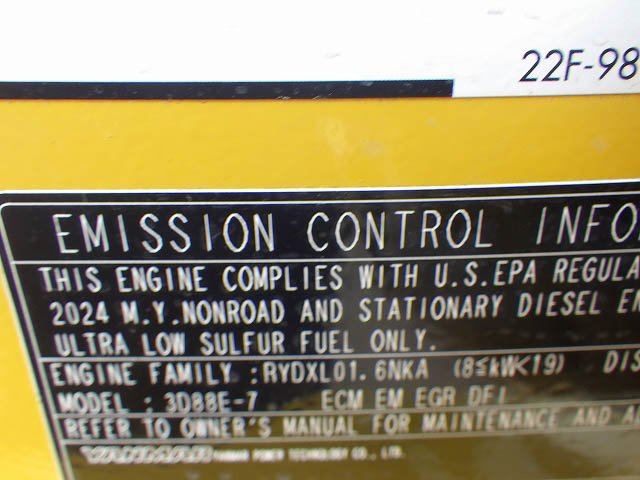 22F-98
EMISSION CONTROL INFO
THIS ENGINE COMPLIES WITH U.S.EPA REGULA
2024 M.Y.NONROAD AND STATIONARY DIESEL EN
ULTRA LOW SULFUR FUEL ONLY.
ENGINE FAMILY :RYDXL01.6NKA (8≤kW<19) DIS
MODEL : 3D88E-7 ECM EM EGR DFI
REFER TO OWNER'S MANUAL FOR MAINTENANCE AND A
YANMAR YANMAR POWER TECHNOLOGY CO., LTD.